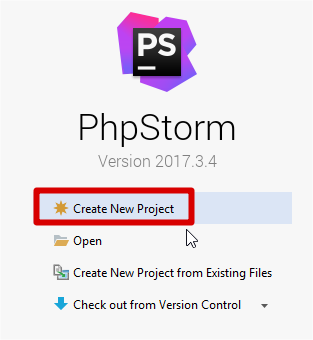 PS
PhpStorm
Version 2017.3.4
Create New Project
Open
Create New Project from Existing Files
Check out from Version Control